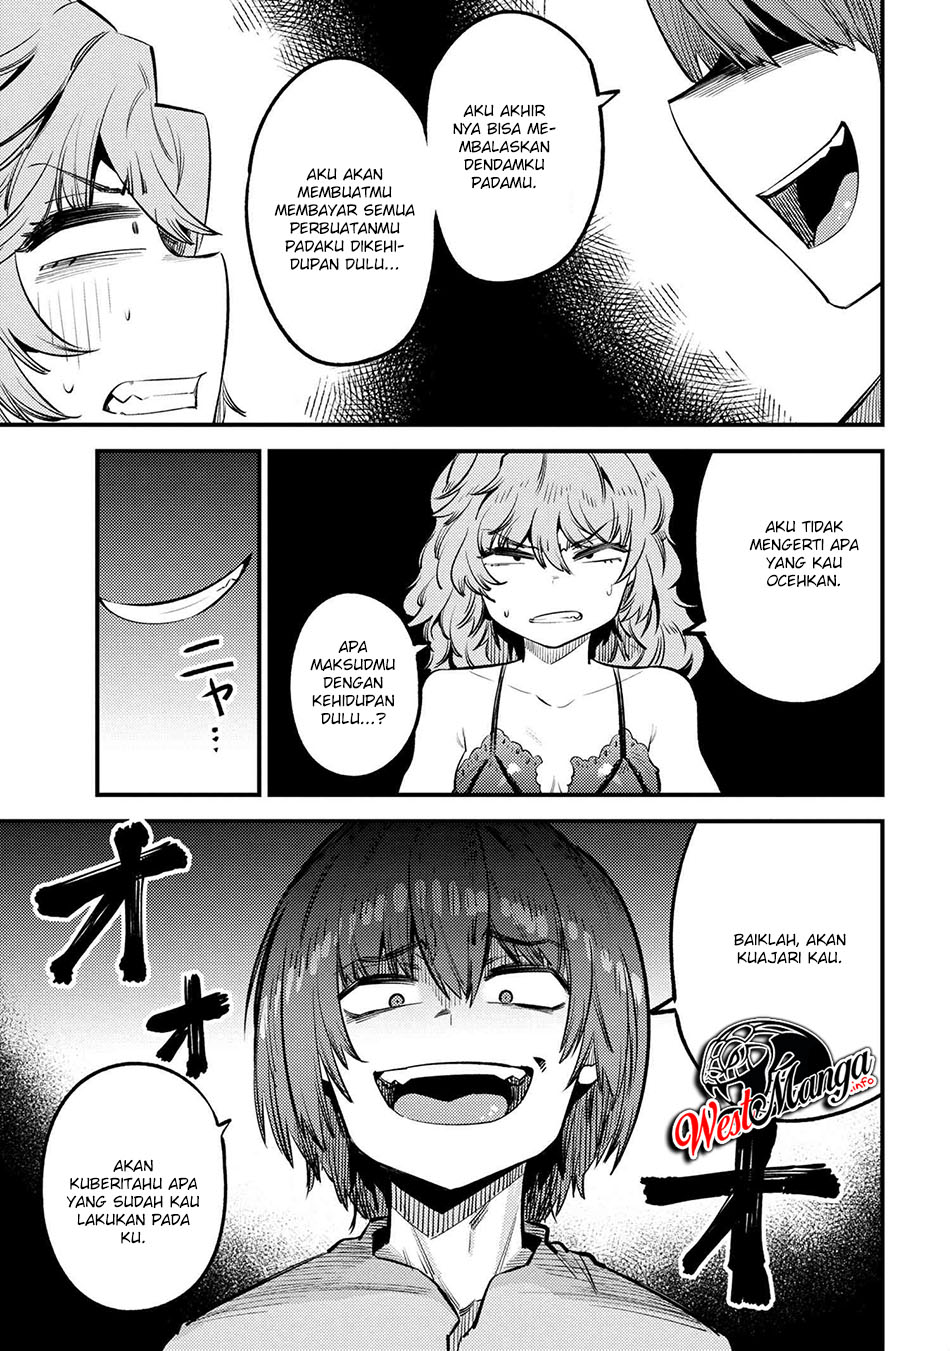 AKU AKHIR
NYA BISA ME-
MBALASKAN
DENDAMKU
PADAMU.
AKU AKAN
MEMBUATMU
MEMBAYAR SEMUA
PERBUATANMU
PADAKU DIKEHI-
DUPAN DULU...
AKU TIDAK
MENGERTI APA
YANG KAU
OCEHKAN.
APA
MAKSUDMU
DENGAN
KEHIDUPAN
DULU...?
ニヤ…
BAIKLAH, AKAN
KUAJARI KAU.
オ
オ
オ
WestManga
.info
AKAN
KUBERITAHU APA
YANG SUDAH KAU
LAKUKAN PADA
KU.